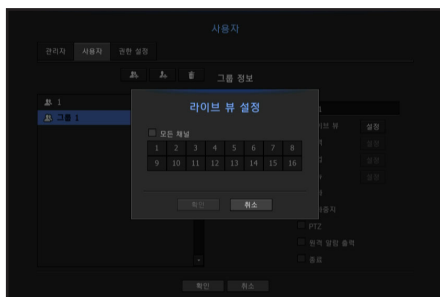 사용자
관리자 사용자 권한 설정
그룹 정보
1
그룹 1
라이브 뷰 설정
모든 채널
1 2 3 4 5 6 7 8
9 10 11 12 13 14 15 16
확인 취소
1
뷰 설정
설정
설정
설정
PTZ
원격 알람 출력
종료
확인 취소